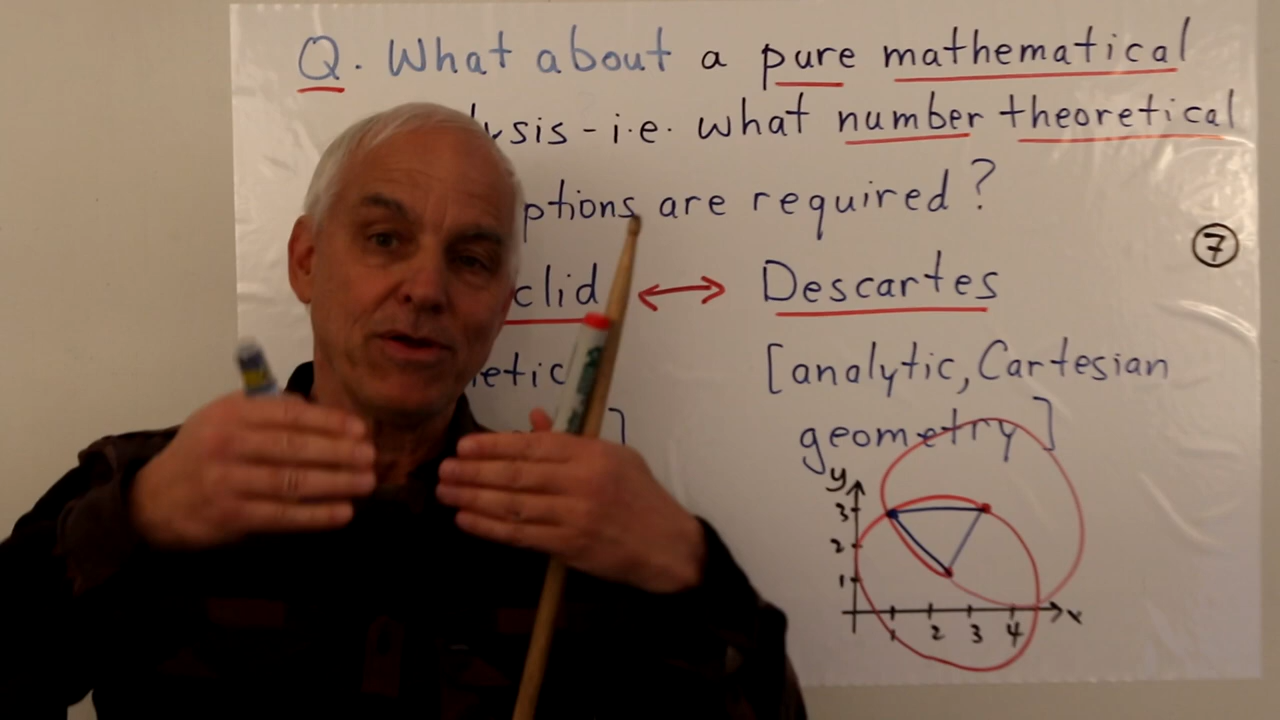 Q. What about a pure mathematical
lysis - i.e. what number theoretical
ptions are required?
7
clid ↔ Descartes
etic [analytic, Cartesian
] geometry]
y
3
2
1
1 2 3 4 x